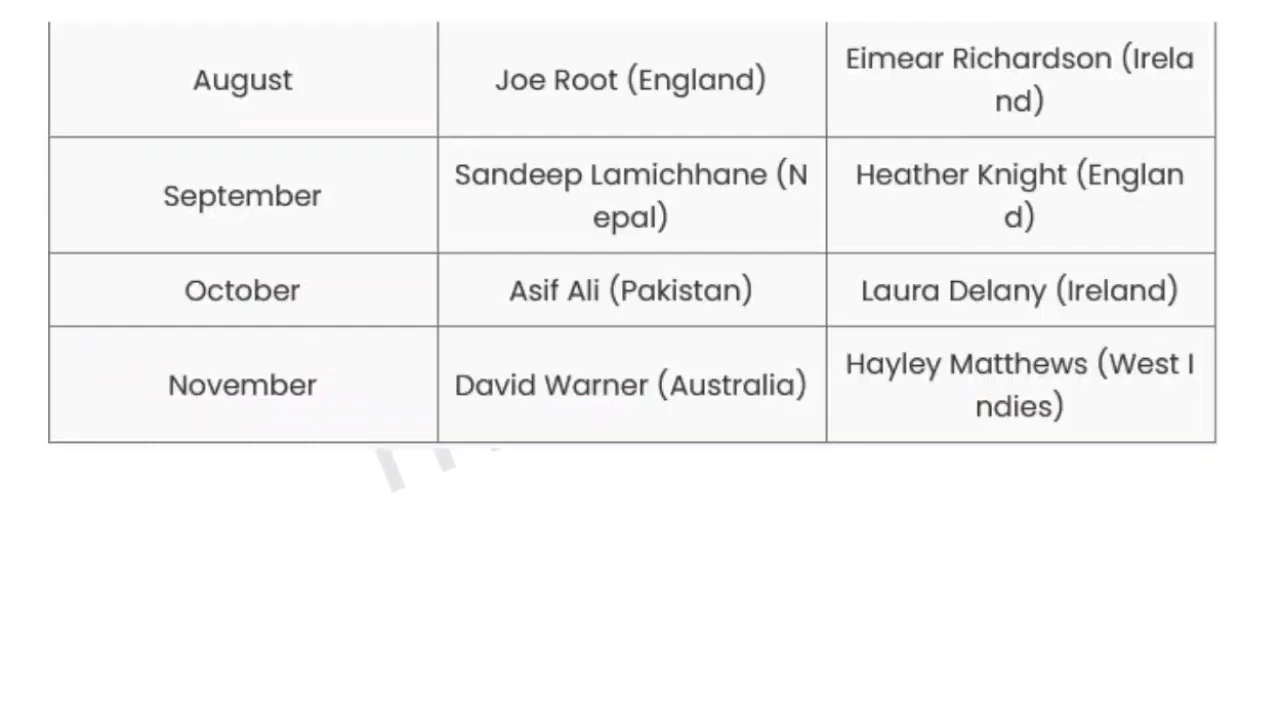 August
Joe Root (England)
Eimear Richardson (Irela
nd)
September
Sandeep Lamichhane (N
epal)
Heather Knight (Englan
d)
October
Asif Ali (Pakistan)
Laura Delany (Ireland)
November
David Warner (Australia)
Hayley Matthews (West I
ndies)